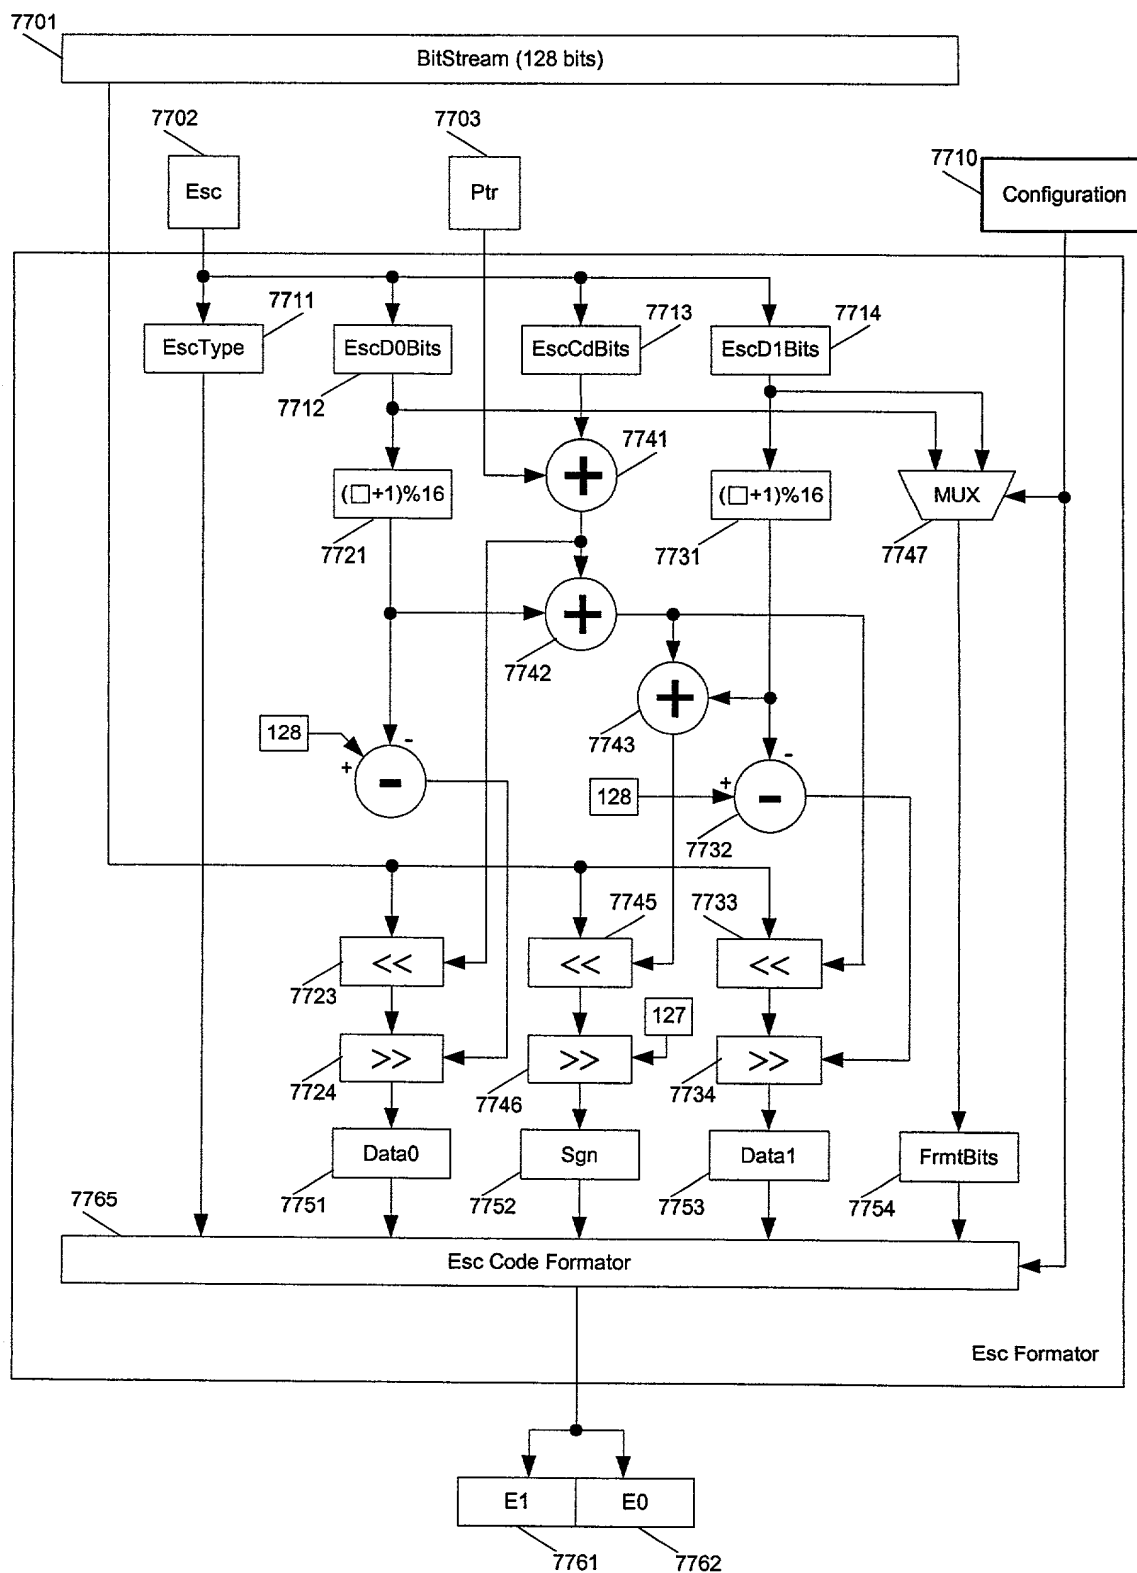 7701
BitStream (128 bits)
7702
7703
7710
Esc
Ptr
Configuration
7711
7713
7714
EscType
EscD0Bits
EscCdBits
EscD1Bits
7712
7741
(□+1)%16
(□+1)%16
MUX
7721
7731
7747
7742
128
-
+
7743
-
128
+
7732
7745
7733
<<
<<
<<
7723
127
>>
>>
>>
7724
7746
7734
Data0
Sgn
Data1
FrmtBits
7765
7751
7752
7753
7754
Esc Code Formator
Esc Formator
E1
E0
7761
7762